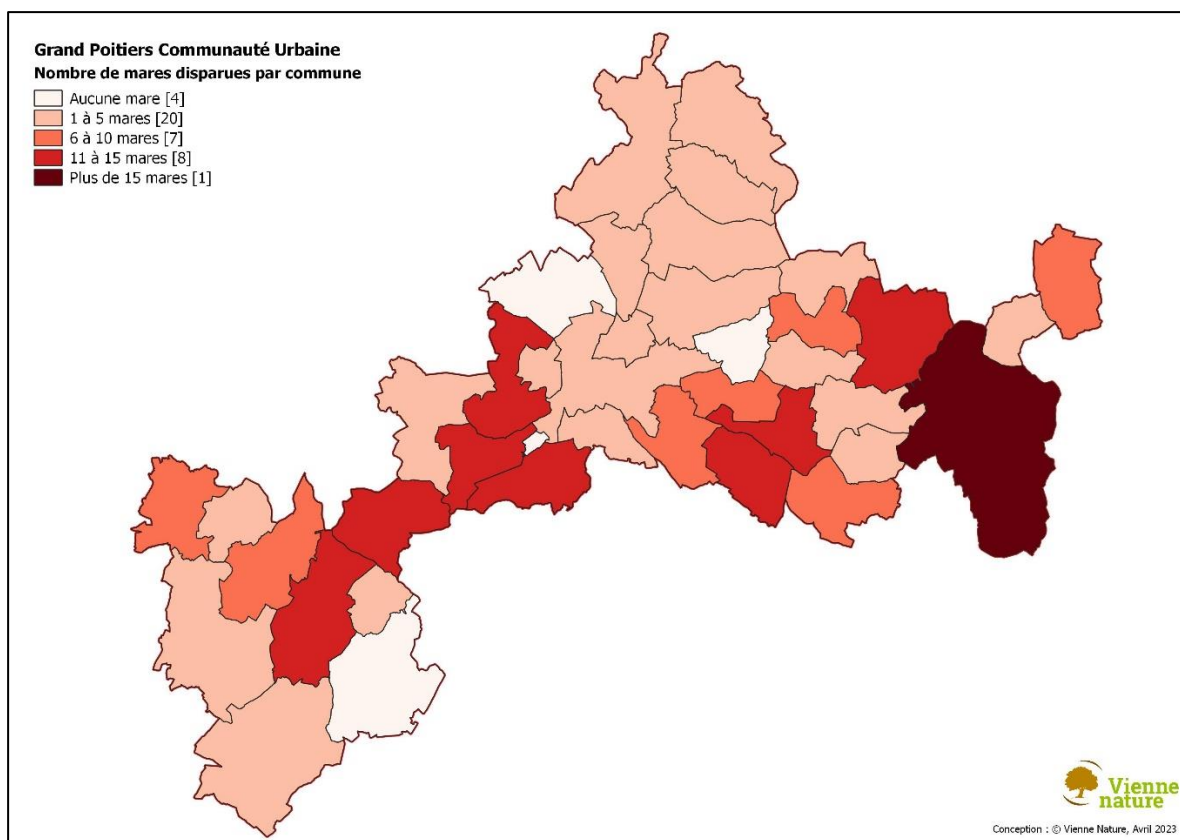 Grand Poitiers Communauté Urbaine
Nombre de mares disparues par commune
Aucune mare [4]
1 à 5 mares [20]
6 à 10 mares [7]
11 à 15 mares [8]
Plus de 15 mares [1]
Vienne
nature
Conception : © Vienne Nature, Avril 2023